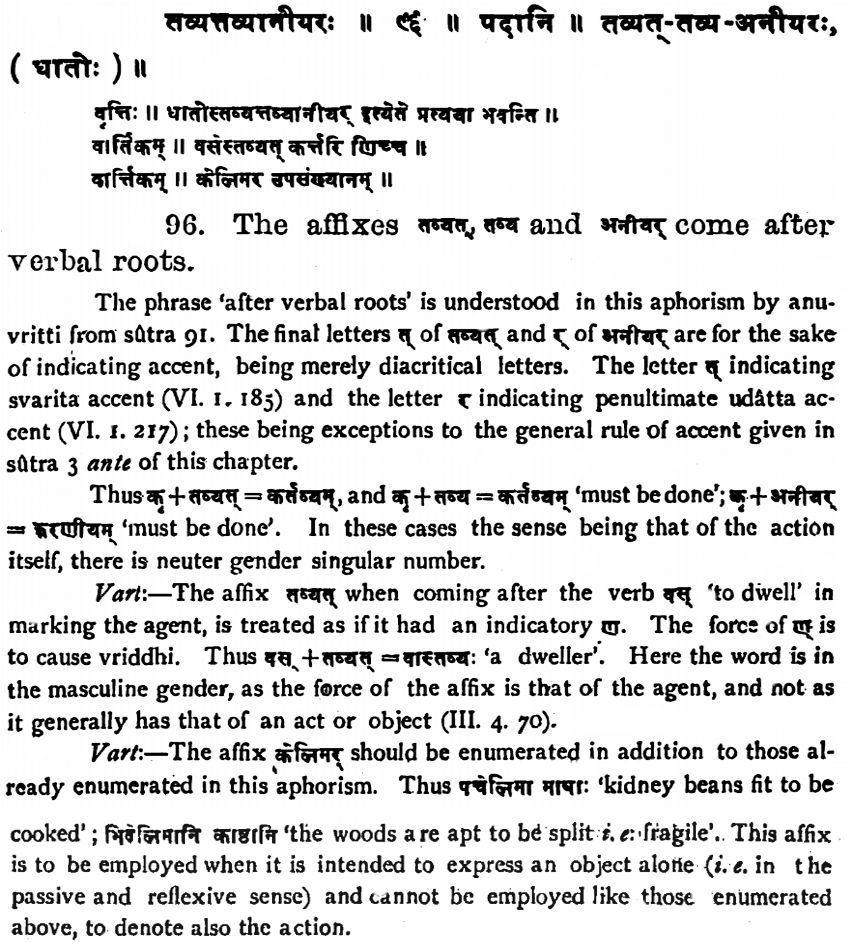 तव्यत्तव्यानीयरः ॥ ९६ ॥ पदानि ॥ तव्यत्-तव्य-अनीयरः,
( धातोः ) ॥
वृत्तिः ॥ धातोस्तव्यत्तव्यानीयर् इत्येते प्रत्यया भवन्ति ॥
वार्तिकम् ॥ वसेस्तव्यत् कर्त्तरि णिच्च ॥
वार्त्तिकम् ॥ केलिमर उपसंख्यानम् ॥
96. The affixes तव्यत्, तव्य and अनीयर् come after
verbal roots.
The phrase ‘after verbal roots’ is understood in this aphorism by anu-
vritti from sûtra 91. The final letters त् of तव्यत् and र् of अनीयर् are for the sake
of indicating accent, being merely diacritical letters. The letter त् indicating
svarita accent (VI. 1. 185) and the letter र indicating penultimate udâtta ac-
cent (VI. 1. 217); these being exceptions to the general rule of accent given in
sûtra 3 ante of this chapter.
Thus कृ + तव्यत् = कर्तव्यम्, and कृ + तव्य = कर्तव्यम् ‘must be done’; कृ + अनीयर्
= करणीयम् ‘must be done’. In these cases the sense being that of the action
itself, there is neuter gender singular number.
Vart:—The affix तव्यत् when coming after the verb वस् ‘to dwell’ in
marking the agent, is treated as if it had an indicatory ण. The force of ण् is
to cause vriddhi. Thus वस् + तव्यत् = वास्तव्यः ‘a dweller’. Here the word is in
the masculine gender, as the force of the affix is that of the agent, and not as
it generally has that of an act or object (III. 4. 70).
Vart:—The affix केलिमर् should be enumerated in addition to those al-
ready enumerated in this aphorism. Thus पचेलिमा माषाः ‘kidney beans fit to be
cooked’ ; भिदेलिमानि काष्ठानि ‘the woods are apt to be split i. e. fragile’. This affix
is to be employed when it is intended to express an object alone (i. e. in the
passive and reflexive sense) and cannot be employed like those enumerated
above, to denote also the action.